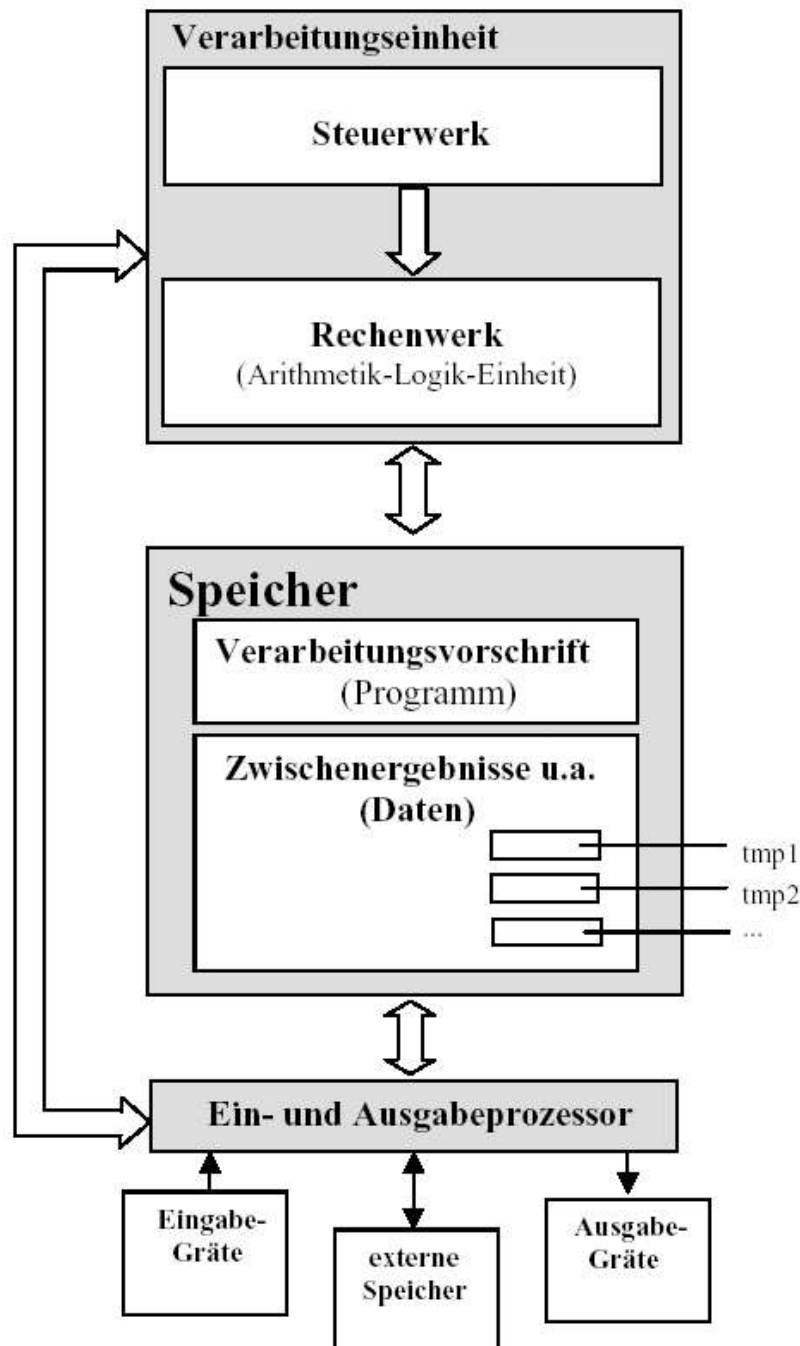 Verarbeitungseinheit
Steuerwerk
Rechenwerk
(Arithmetik-Logik-Einheit)
Speicher
Verarbeitungsvorschrift
(Programm)
Zwischenergebnisse u.a.
(Daten)
tmp1
tmp2
...
Ein- und Ausgabeprozessor
Eingabe-
Gräte
externe
Speicher
Ausgabe-
Gräte